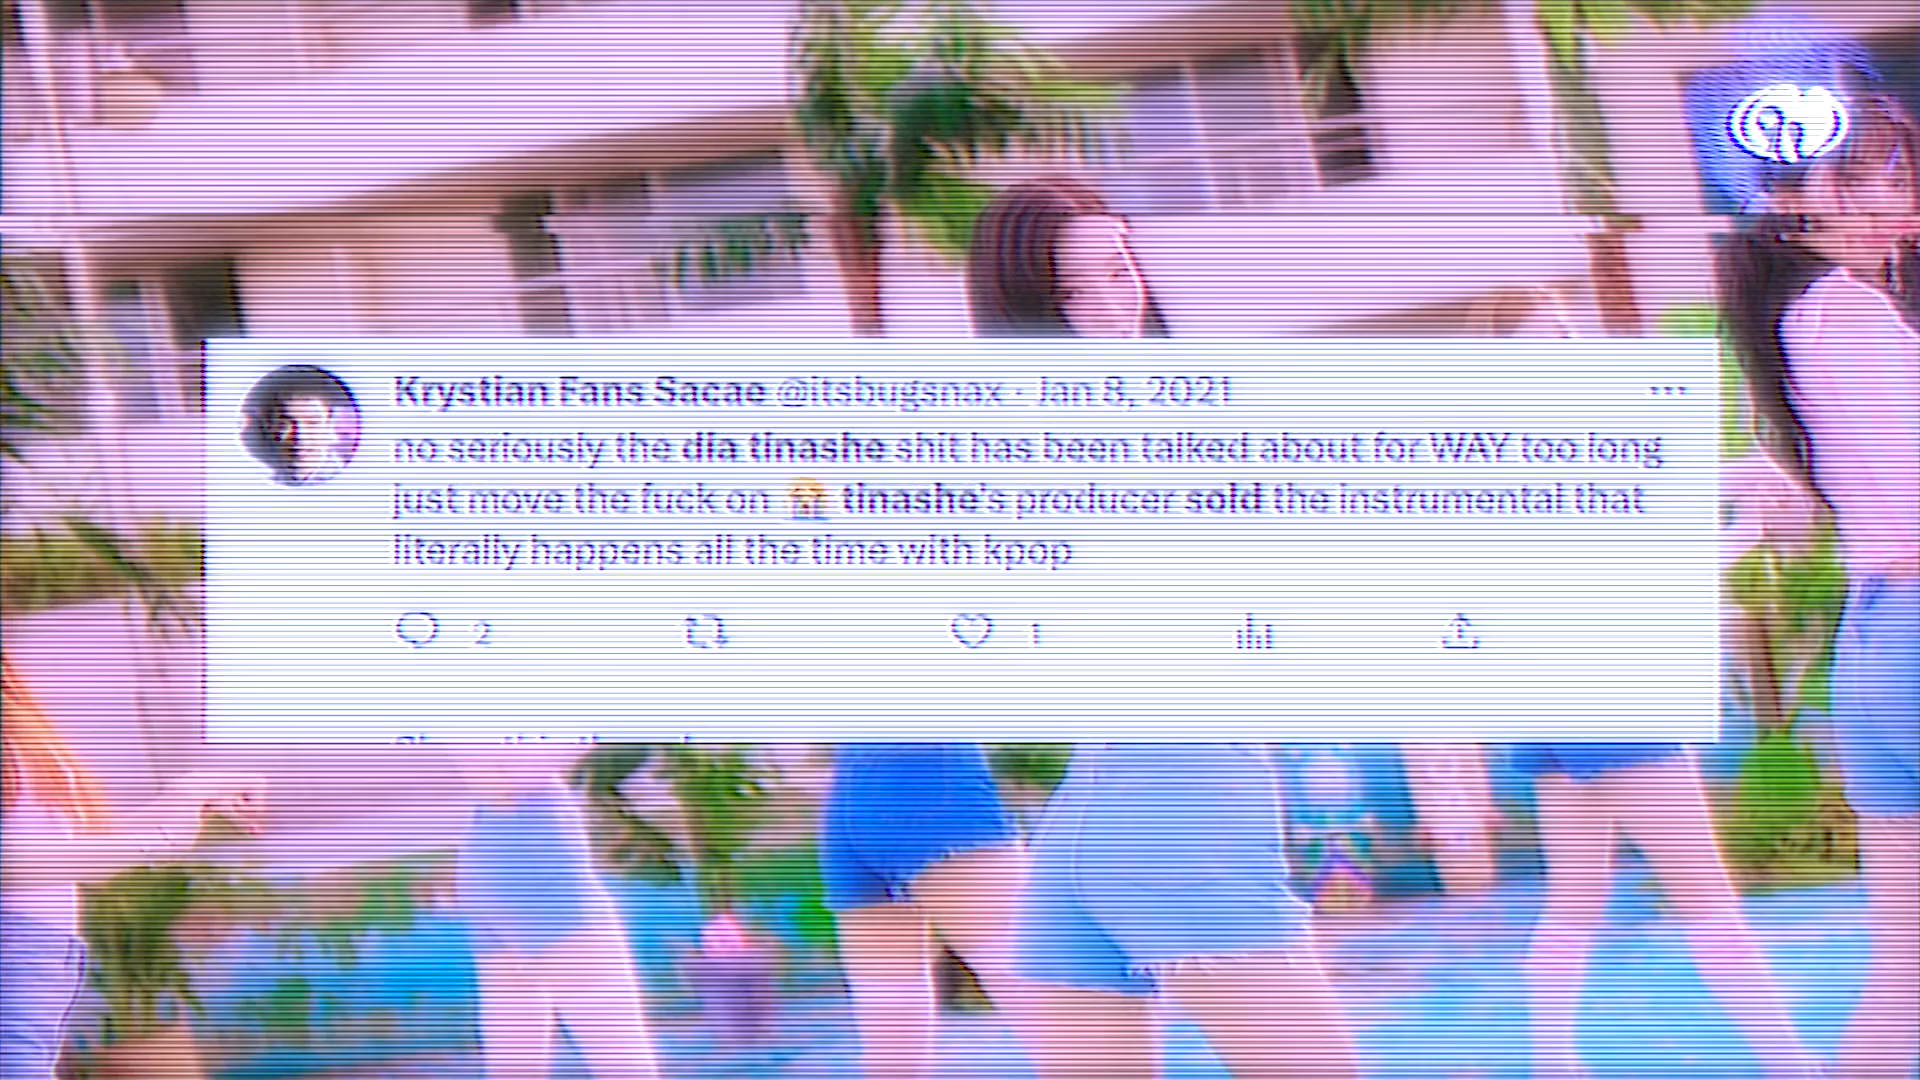 Krystian Fans Sacae @itsbugsnax · Jan 8, 2021
no seriously the dia tinashe shit has been talked about for WAY too long
just move the fuck on 😭 tinashe's producer sold the instrumental that
literally happens all the time with kpop
2 1